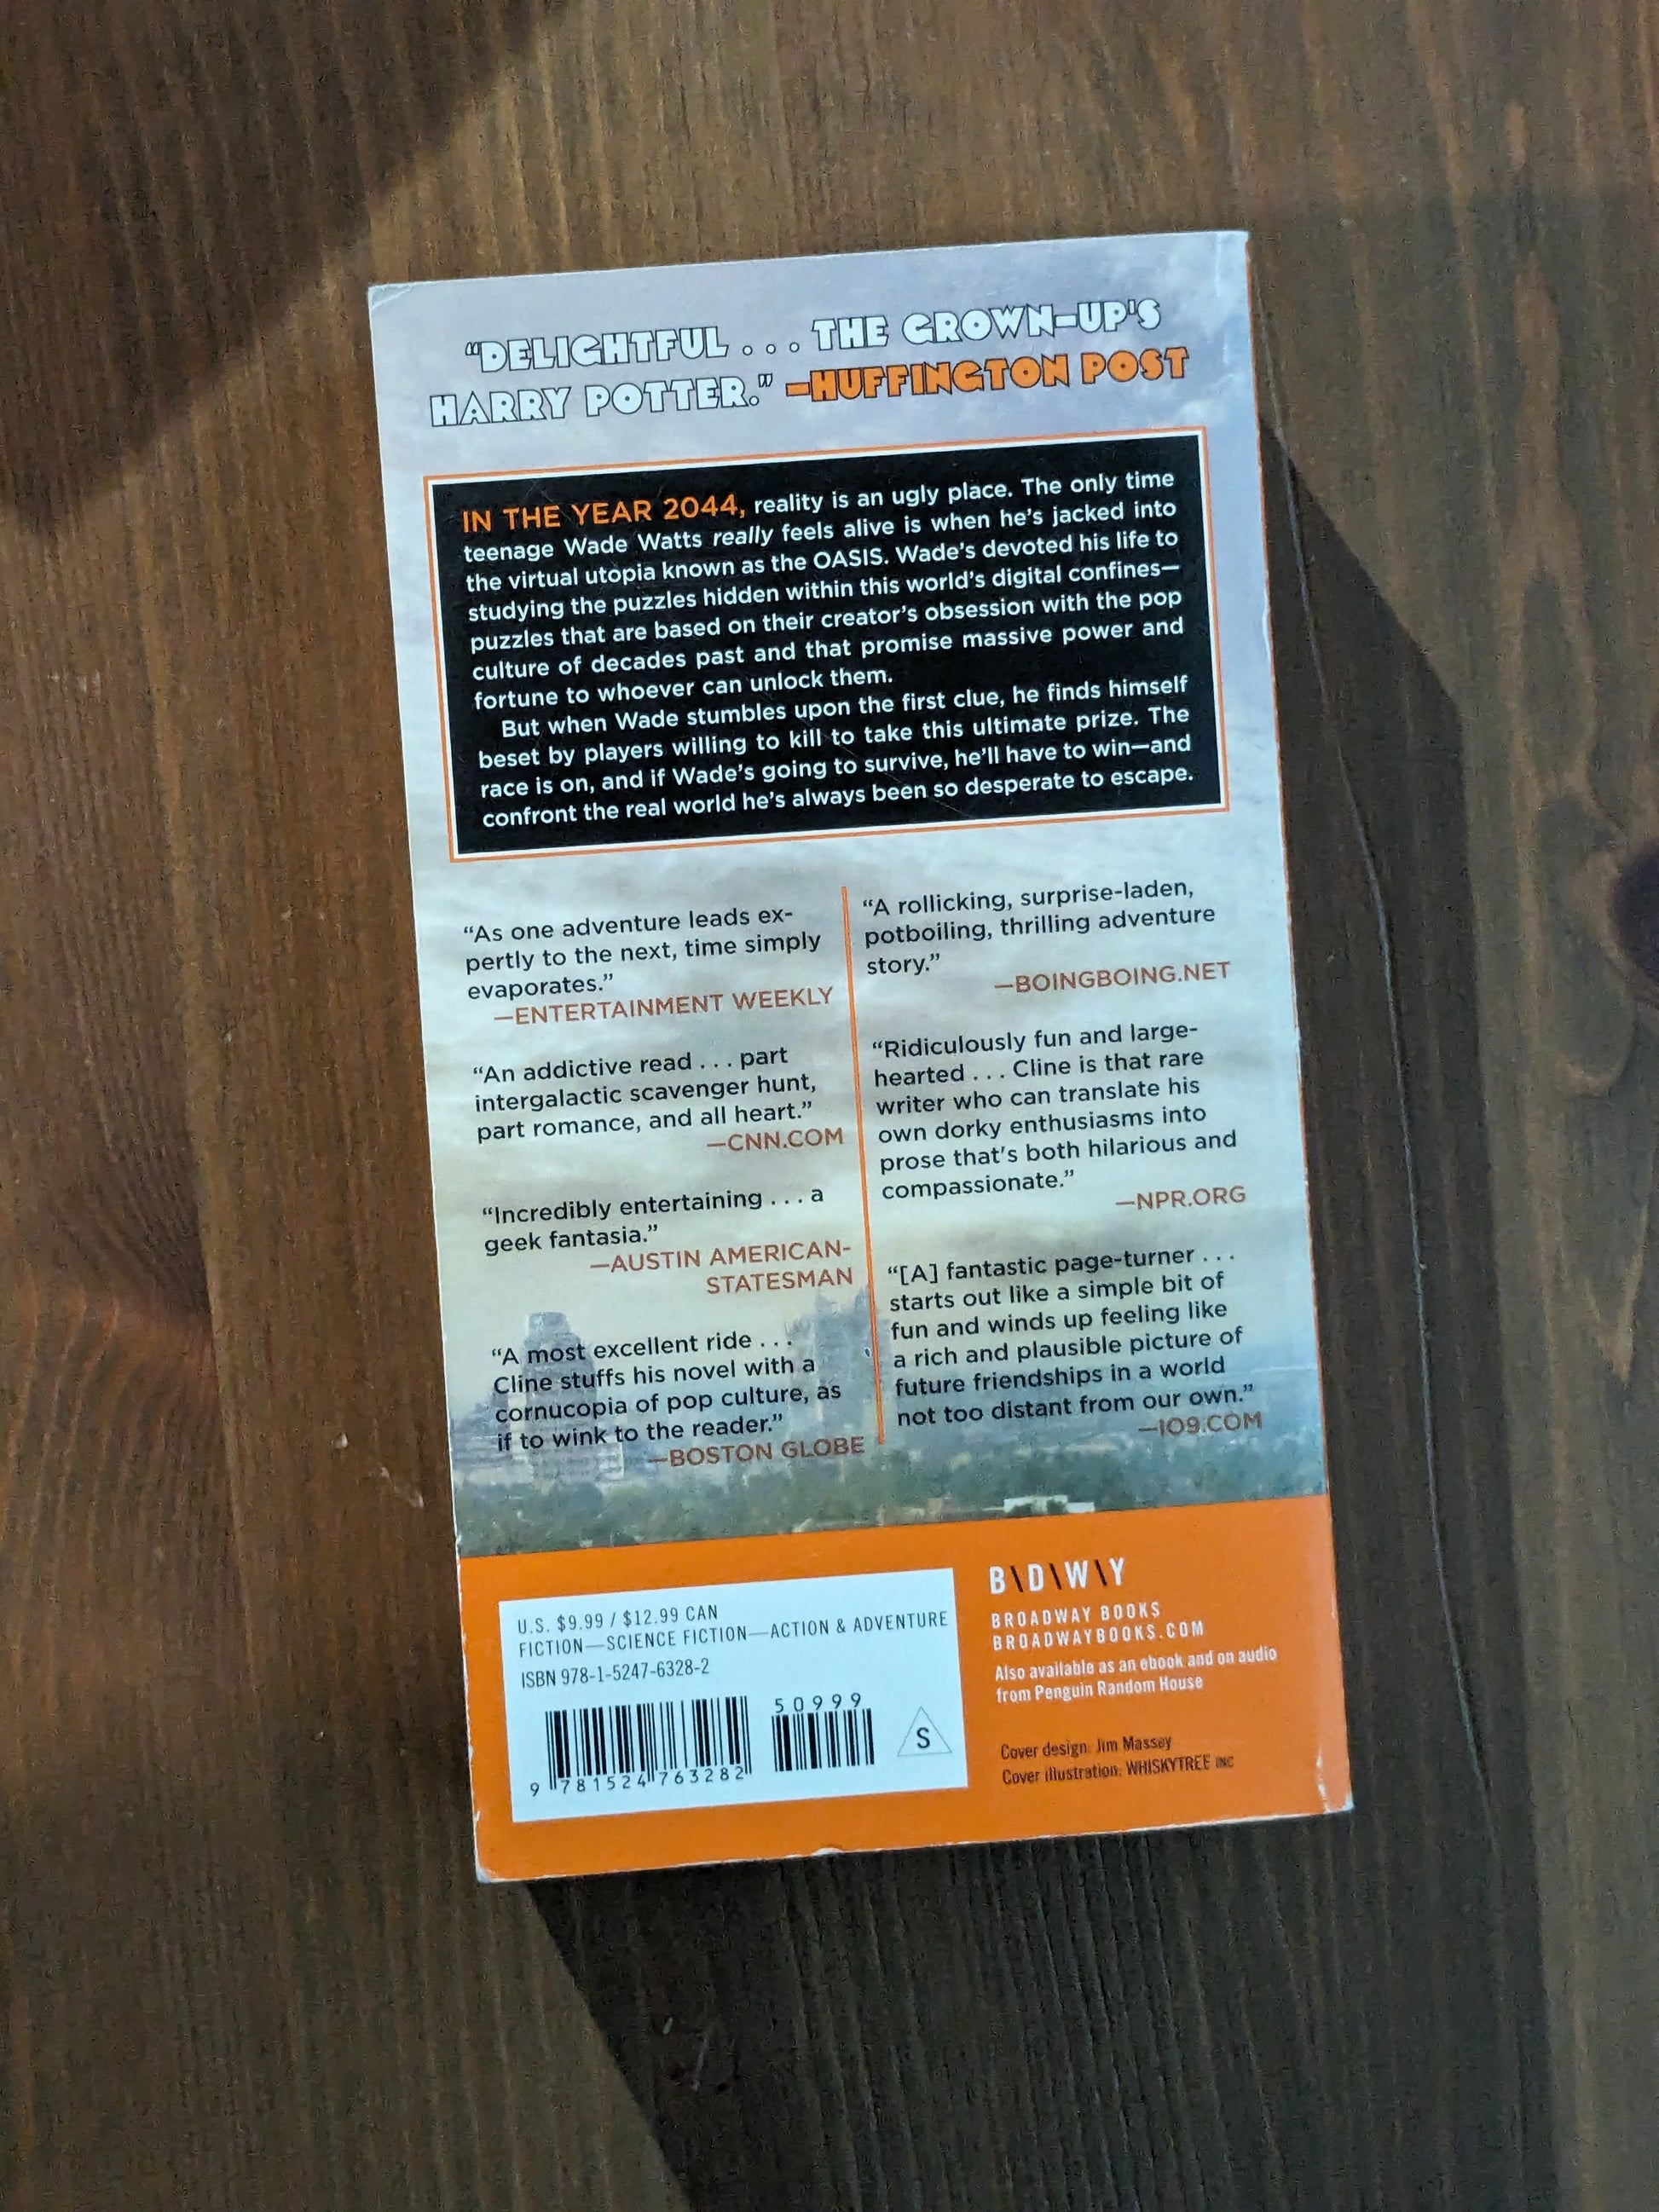 “DELIGHTFUL . . . THE GROWN-UP'S
HARRY POTTER.” —HUFFINGTON POST
IN THE YEAR 2044, reality is an ugly place. The only time
teenage Wade Watts really feels alive is when he’s jacked into
the virtual utopia known as the OASIS. Wade’s devoted his life to
studying the puzzles hidden within this world’s digital confines—
puzzles that are based on their creator’s obsession with the pop
culture of decades past and that promise massive power and
fortune to whoever can unlock them.
But when Wade stumbles upon the first clue, he finds himself
beset by players willing to kill to take this ultimate prize. The
race is on, and if Wade’s going to survive, he’ll have to win—and
confront the real world he’s always been so desperate to escape.
“As one adventure leads ex-
pertly to the next, time simply
evaporates.”
—ENTERTAINMENT WEEKLY
“An addictive read . . . part
intergalactic scavenger hunt,
part romance, and all heart.”
—CNN.COM
“Incredibly entertaining . . . a
geek fantasia.”
—AUSTIN AMERICAN-
STATESMAN
“A most excellent ride . . .
Cline stuffs his novel with a
cornucopia of pop culture, as
if to wink to the reader.”
—BOSTON GLOBE
“A rollicking, surprise-laden,
potboiling, thrilling adventure
story.”
—BOINGBOING.NET
“Ridiculously fun and large-
hearted . . . Cline is that rare
writer who can translate his
own dorky enthusiasms into
prose that's both hilarious and
compassionate.”
—NPR.ORG
“[A] fantastic page-turner . . .
starts out like a simple bit of
fun and winds up feeling like
a rich and plausible picture of
future friendships in a world
not too distant from our own.”
—IO9.COM
U.S. $9.99 / $12.99 CAN
FICTION—SCIENCE FICTION—ACTION & ADVENTURE
ISBN 978-1-5247-6328-2
50999
9 781524 763282
S
B\D\W\Y
BROADWAY BOOKS
BROADWAYBOOKS.COM
Also available as an ebook and on audio
from Penguin Random House
Cover design: Jim Massey
Cover illustration: WHISKYTREE INC